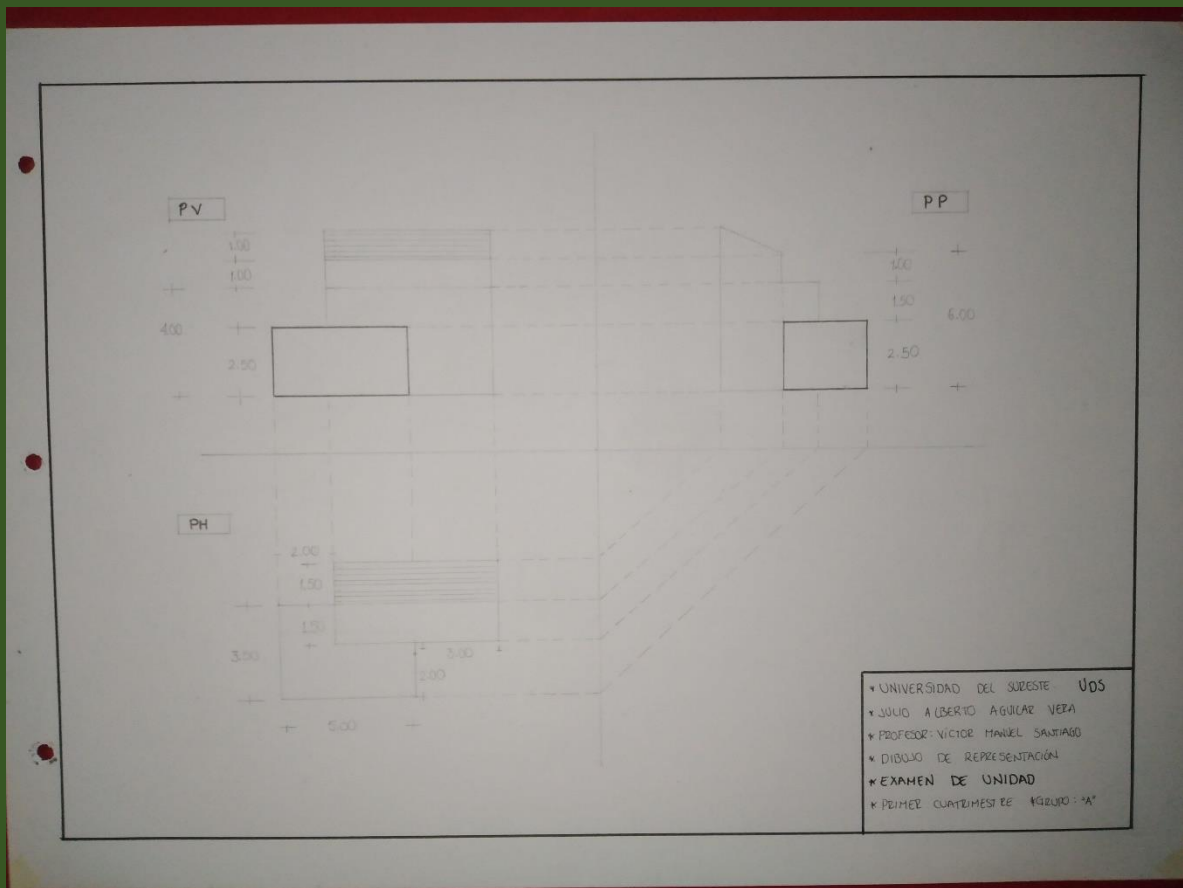 PV
PP
1.00
1.00
4.00
2.50
1.00
1.50
6.00
2.50
PH
2.00
1.50
1.50
3.50
3.00
2.00
5.00
* UNIVERSIDAD DEL SURESTE UDS
* JULIO ALBERTO AGUILAR VERA
* PROFESOR: VICTOR MANUEL SANTIAGO
* DIBUJO DE REPRESENTACIÓN
* EXAMEN DE UNIDAD
* PRIMER CUATRIMESTRE *GRUPO: "A"